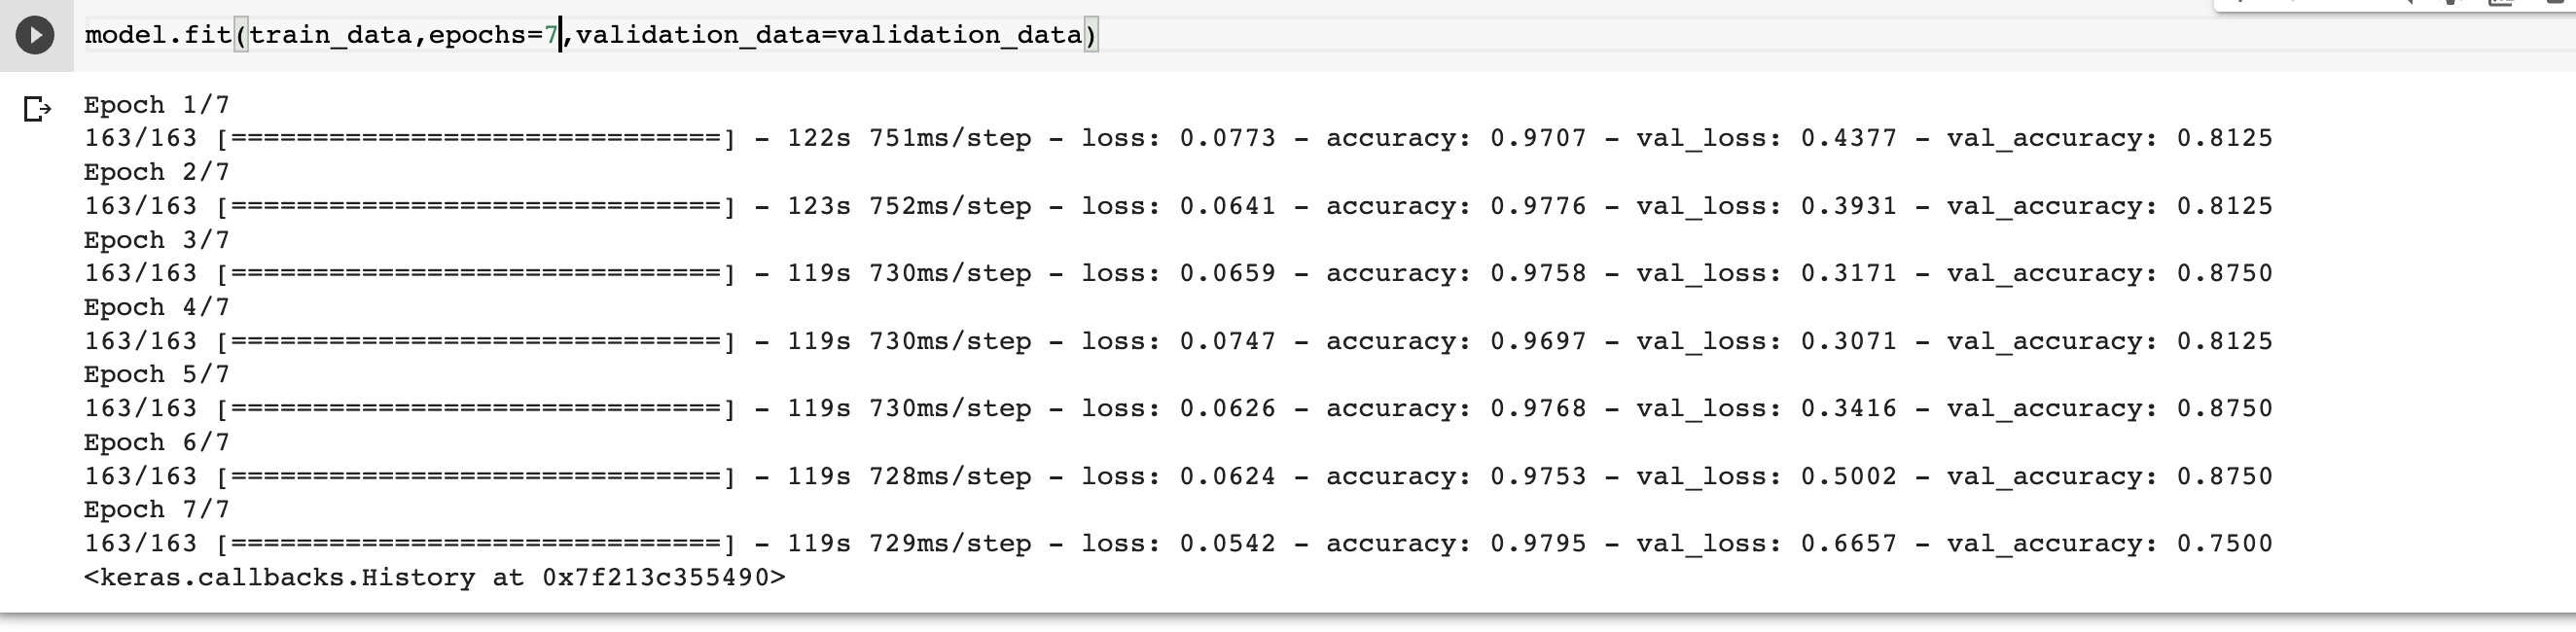 model.fit(train_data,epochs=7,validation_data=validation_data)
Epoch 1/7
163/163 [==============================] - 122s 751ms/step - loss: 0.0773 - accuracy: 0.9707 - val_loss: 0.4377 - val_accuracy: 0.8125
Epoch 2/7
163/163 [==============================] - 123s 752ms/step - loss: 0.0641 - accuracy: 0.9776 - val_loss: 0.3931 - val_accuracy: 0.8125
Epoch 3/7
163/163 [==============================] - 119s 730ms/step - loss: 0.0659 - accuracy: 0.9758 - val_loss: 0.3171 - val_accuracy: 0.8750
Epoch 4/7
163/163 [==============================] - 119s 730ms/step - loss: 0.0747 - accuracy: 0.9697 - val_loss: 0.3071 - val_accuracy: 0.8125
Epoch 5/7
163/163 [==============================] - 119s 730ms/step - loss: 0.0626 - accuracy: 0.9768 - val_loss: 0.3416 - val_accuracy: 0.8750
Epoch 6/7
163/163 [==============================] - 119s 728ms/step - loss: 0.0624 - accuracy: 0.9753 - val_loss: 0.5002 - val_accuracy: 0.8750
Epoch 7/7
163/163 [==============================] - 119s 729ms/step - loss: 0.0542 - accuracy: 0.9795 - val_loss: 0.6657 - val_accuracy: 0.7500
<keras.callbacks.History at 0x7f213c355490>